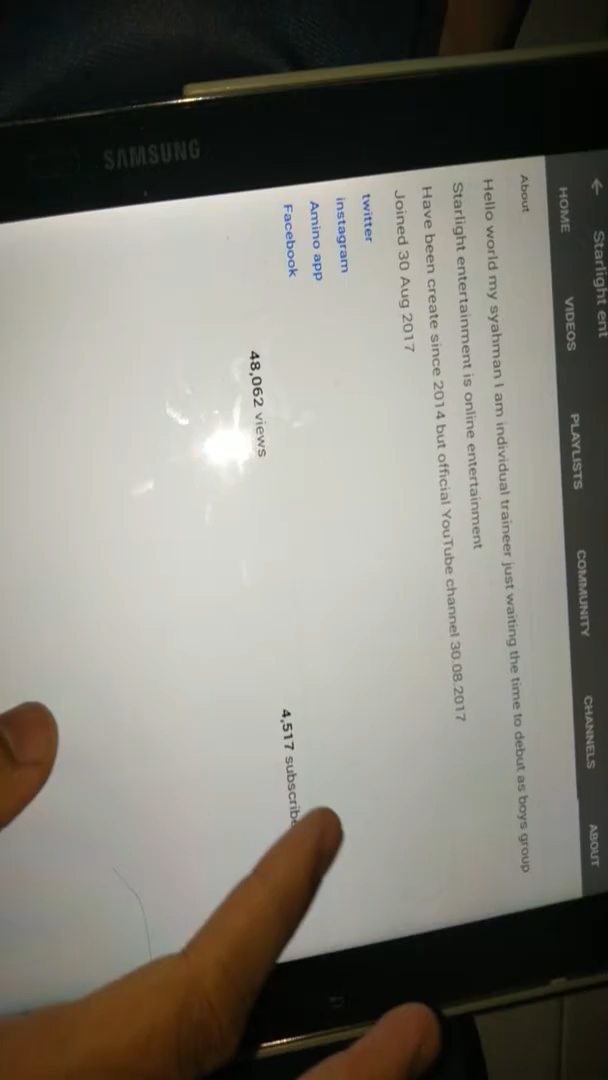 SAMSUNG
Starlight ent
HOME VIDEOS PLAYLISTS COMMUNITY CHANNELS ABOUT
About
Hello world my syahman I am individual traineer just waiting the time to debut as boys group
Starlight entertainment is online entertainment
Have been create since 2014 but official YouTube channel 30.08.2017
Joined 30 Aug 2017
twitter
instagram
Amino app
Facebook
48,062 views 4,517 subscribe